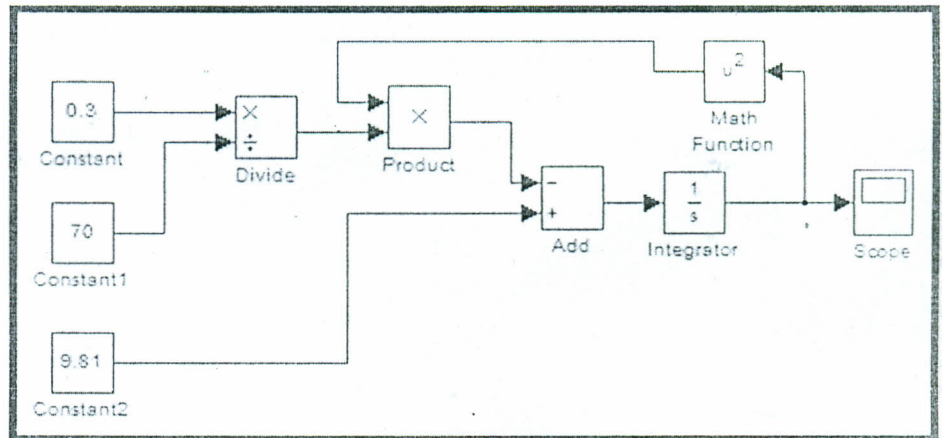 u²
Math
Function
0.3
Constant
×
÷
Divide
×
Product
70
Constant1
−
+
Add
1
s
Integrator
Scope
9.81
Constant2